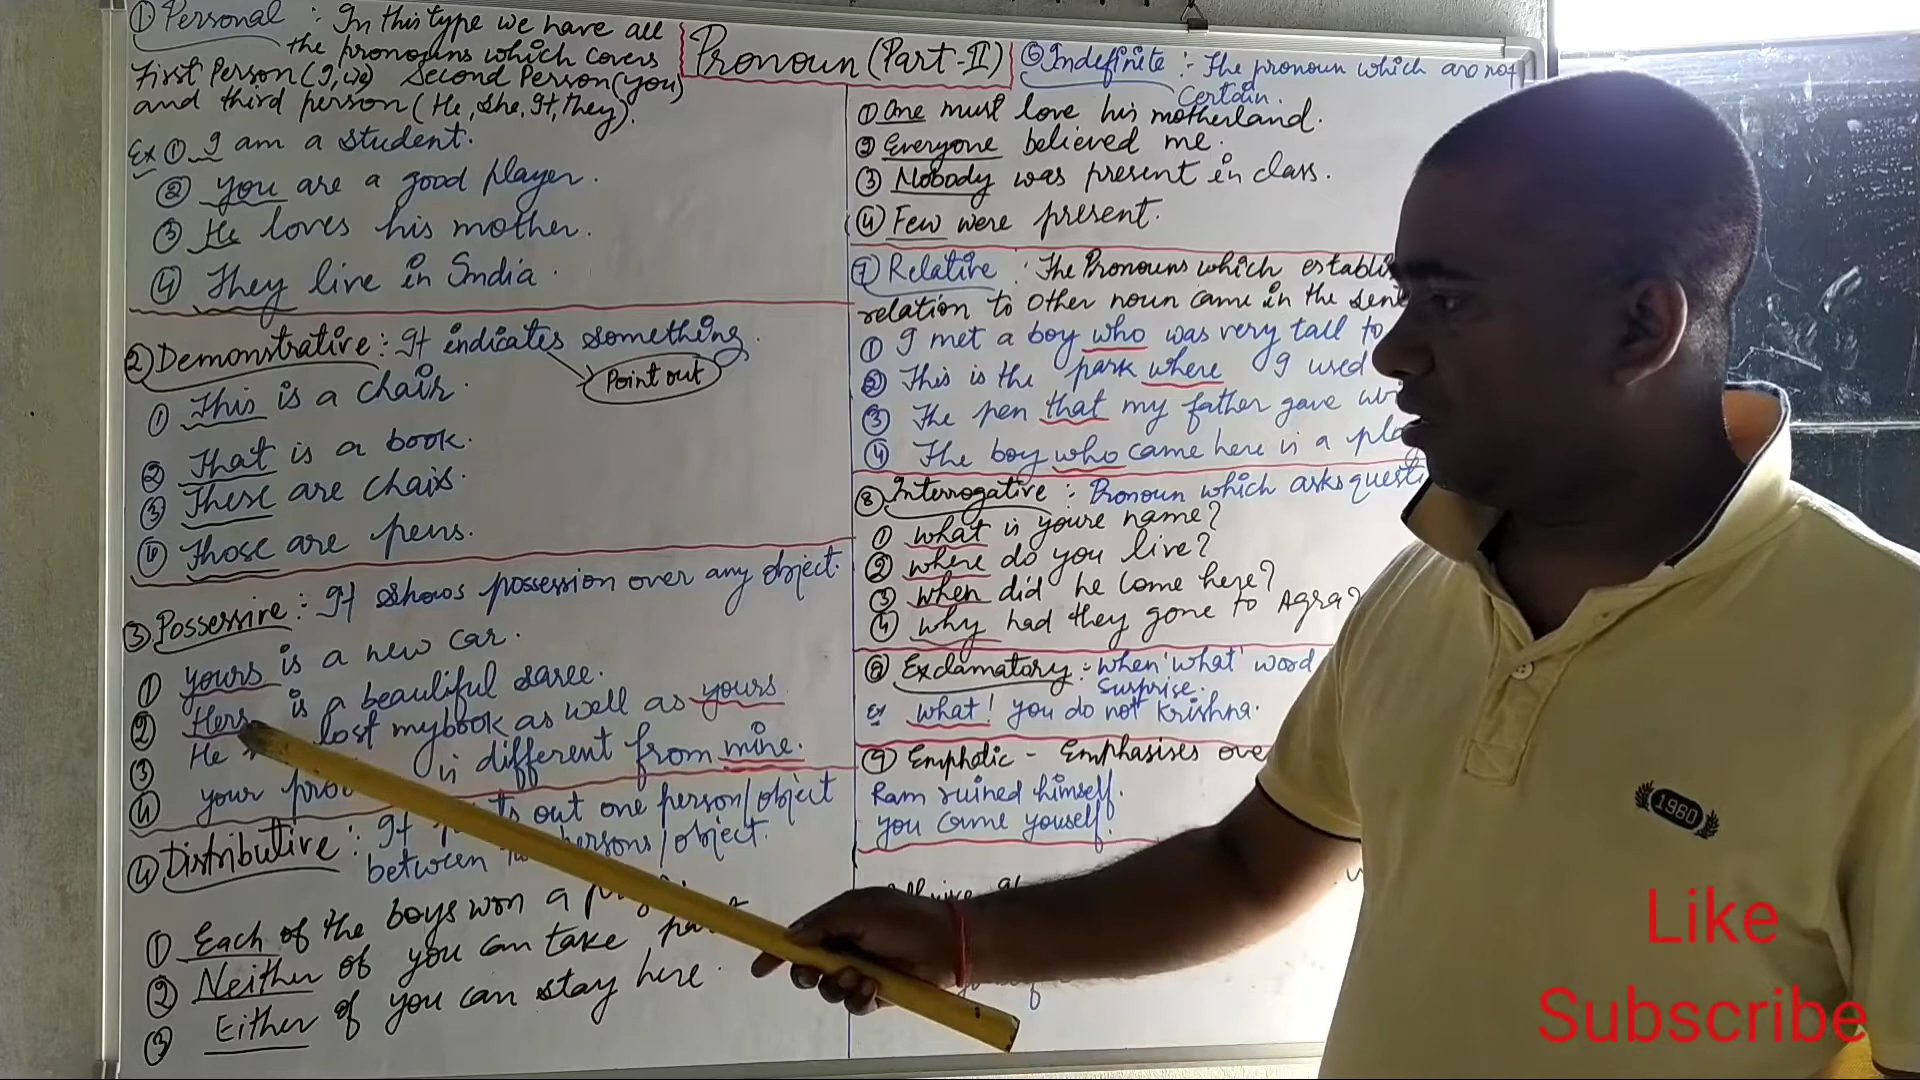 ① Personal : In this type we have all
the pronouns which covers
First Person (I, we) Second Person (you)
and third person (He, she, It, they).
Ex ① I am a student.
② you are a good player.
③ He loves his mother.
④ They live in India.
② Demonstrative : It indicates something.
Point out
① This is a chair.
② That is a book.
③ These are chairs.
④ Those are pens.
③ Possessive : It shows possession over any object.
① yours is a new car.
② Hers is a beautiful saree.
③ He lost my book as well as yours.
④ your is different from mine.
④ Distributive : It out one person/object
between persons/object.
① Each of the boys won a
② Neither of you can take
③ Either of you can stay here.
Pronoun (Part-II)
⑥ Indefinite :- The pronoun which are not
Certain.
① One must love his motherland.
② Everyone believed me.
③ Nobody was present in class.
④ Few were present.
⑦ Relative : The Pronouns which
relation to other noun came in the
① I met a boy who was very tall
② This is the park where I used
③ The pen that my father gave
④ The boy who came here is a
⑧ Interrogative : Pronoun which asks
① what is youre name?
② where do you live?
③ when did he come here?
④ why had they gone to Agra?
⑧ Exclamatory : when 'what' word
surprise.
Ex what! you do not Krishna.
⑨ Emphatic - Emphasises
Ram ruined himself.
you came youself.
1980
Like
Subscribe